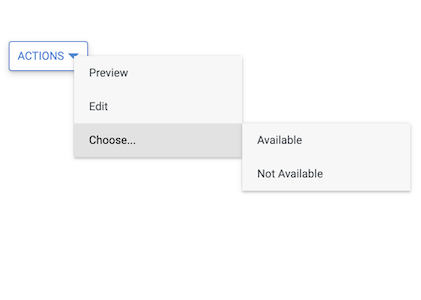 ACTIONS
Preview
Edit
Choose...
Available
Not Available